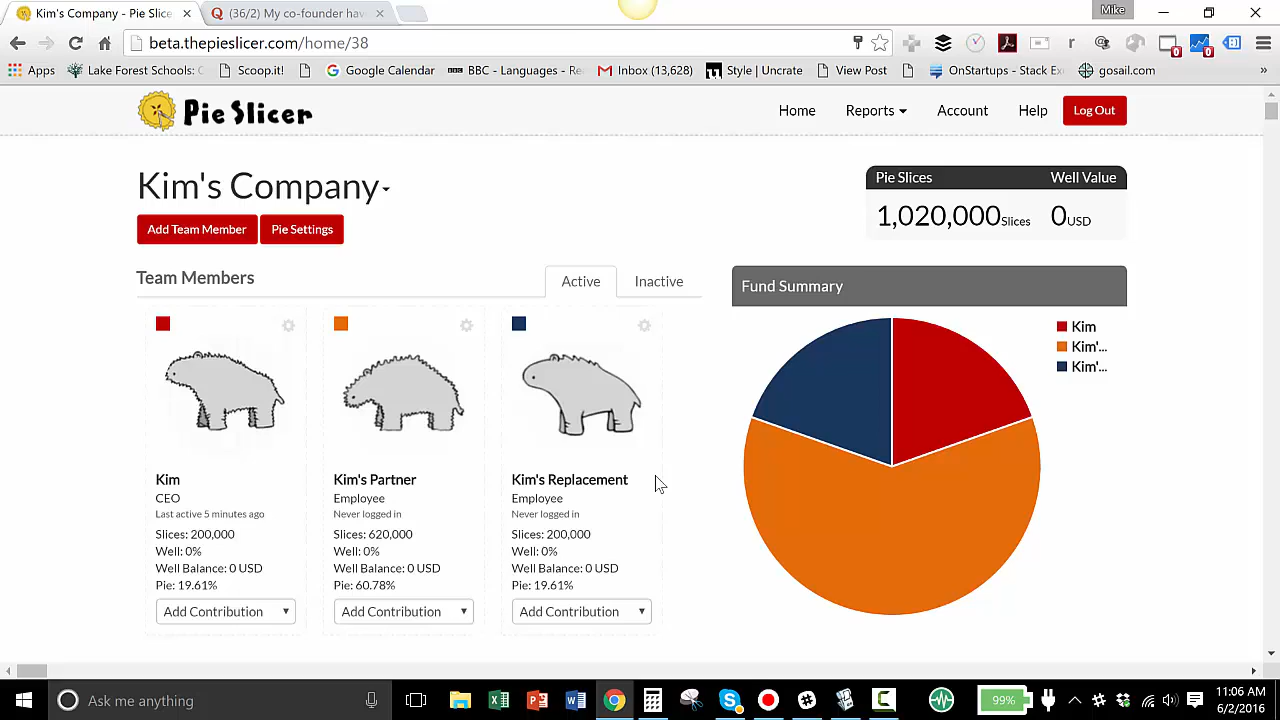 Kim's Company - Pie Slice
(36/2) My co-founder hav
Mike
beta.thepieslicer.com/home/38
Apps
Lake Forest Schools:
Scoop.it!
Google Calendar
BBC - Languages - Re
Inbox (13,628)
Style | Uncrate
View Post
OnStartups - Stack Ex
gosail.com
»
Pie Slicer
Home
Reports
Account
Help
Log Out
Kim's Company
Add Team Member
Pie Settings
Pie Slices
Well Value
1,020,000 Slices
0 USD
Team Members
Active
Inactive
Fund Summary
Kim
CEO
Last active 5 minutes ago
Slices: 200,000
Well: 0%
Well Balance: 0 USD
Pie: 19.61%
Add Contribution
Kim's Partner
Employee
Never logged in
Slices: 620,000
Well: 0%
Well Balance: 0 USD
Pie: 60.78%
Add Contribution
Kim's Replacement
Employee
Never logged in
Slices: 200,000
Well: 0%
Well Balance: 0 USD
Pie: 19.61%
Add Contribution
Kim
Kim'...
Kim'...
Ask me anything
99%
11:06 AM
6/2/2016